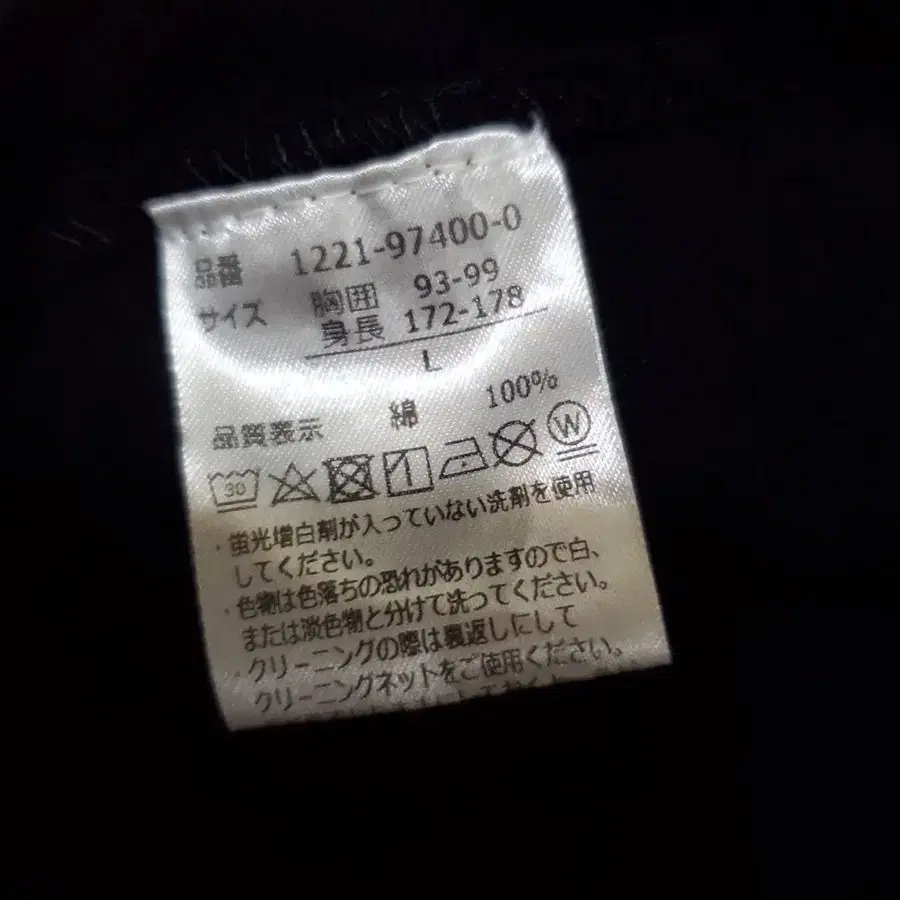 品番 1221-97400-0
サイズ 胸囲 93-99
身長 172-178
L
品質表示 綿 100%
30 W
・蛍光増白剤が入っていない洗剤を使用
してください。
・色物は色落ちの恐れがありますので白、
または淡色物と分けて洗ってください。
・クリーニングの際は裏返しにして
クリーニングネットをご使用ください。